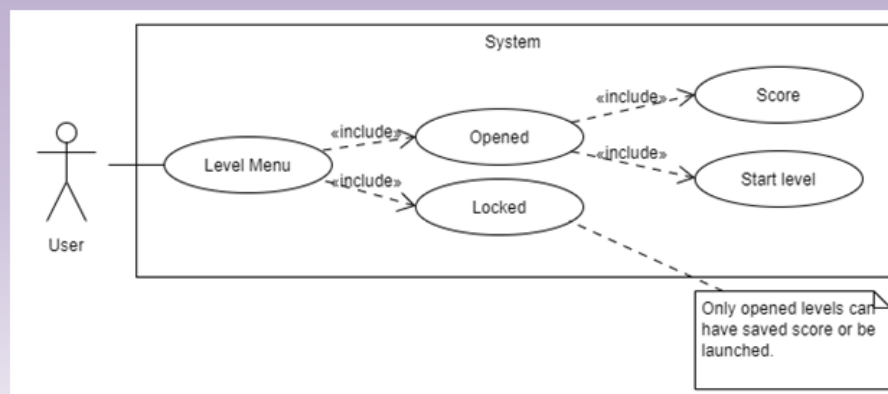 System
«include»
Score
«include»
Opened
Level Menu
«include»
Start level
«include»
Locked
User
Only opened levels can
have saved score or be
launched.